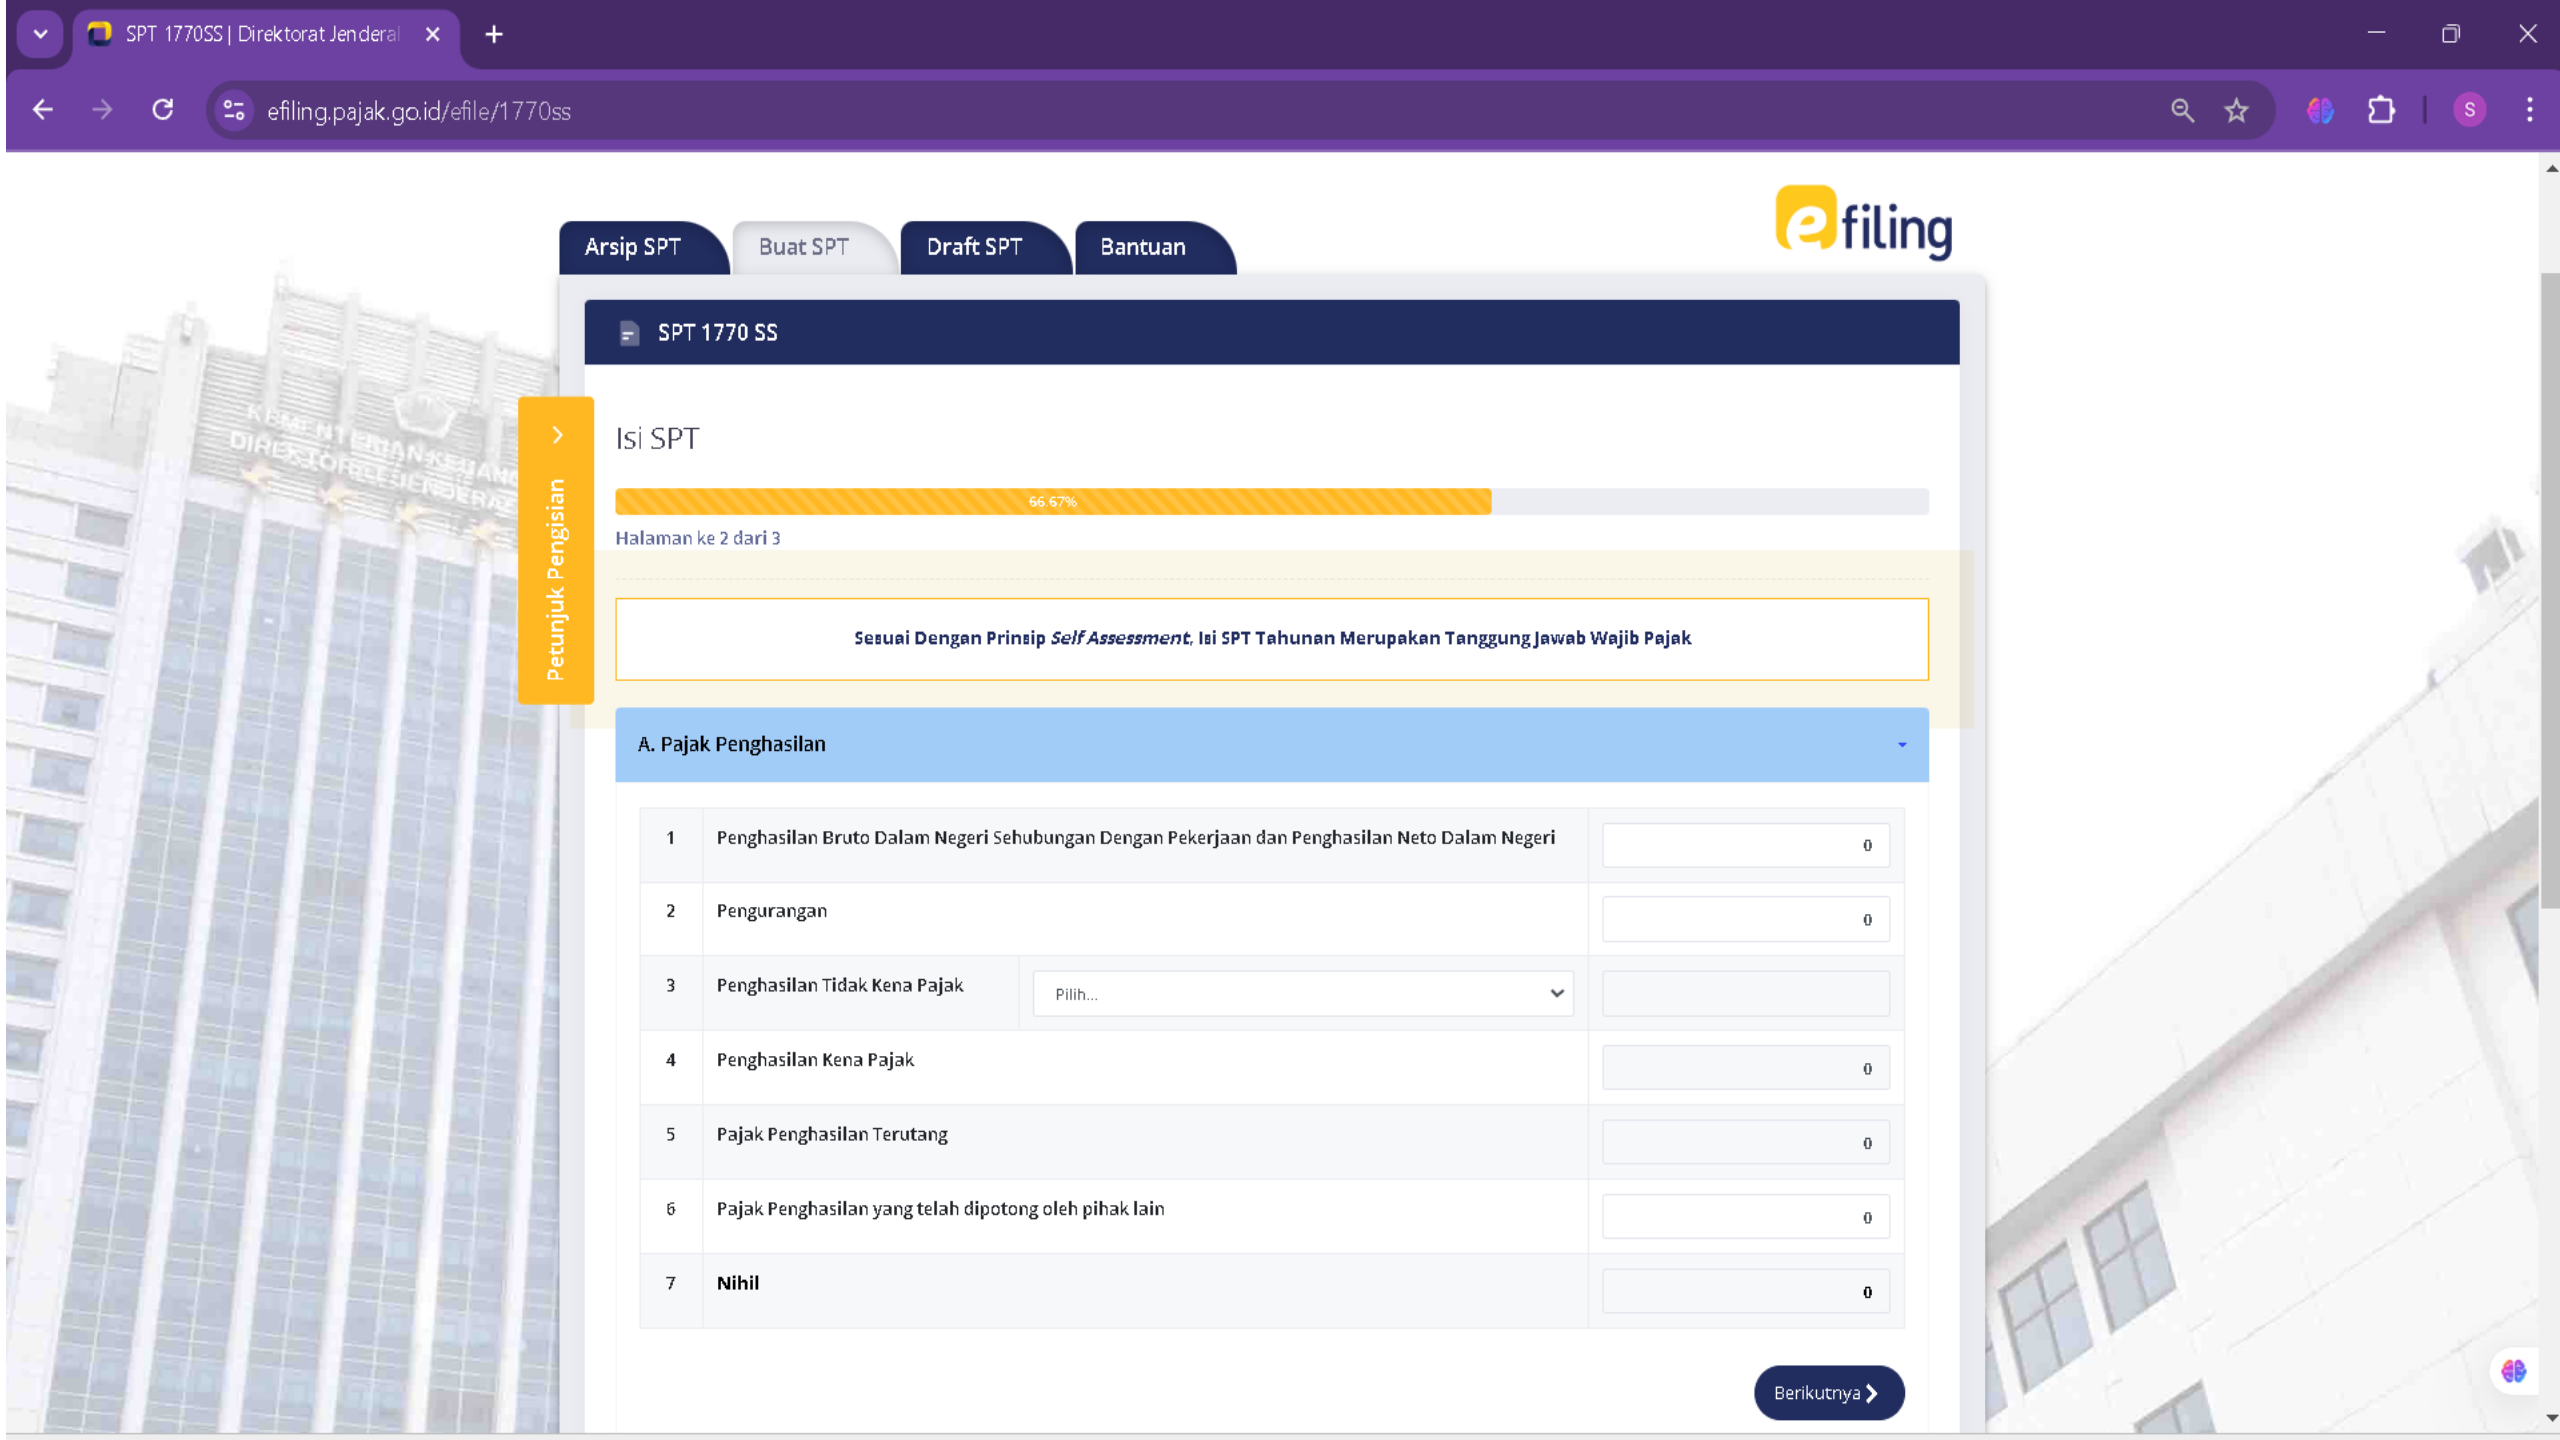 SPT 1770SS | Direktorat Jenderal
efiling.pajak.go.id/efile/1770ss
S
efiling
Arsip SPT
Buat SPT
Draft SPT
Bantuan
SPT 1770 SS
KEMENTERIAN KEUANG
DIREKTORAT JENDERAL
Petunjuk Pengisian
Isi SPT
66.67%
Halaman ke 2 dari 3
Sesuai Dengan Prinsip Self Assessment, Isi SPT Tahunan Merupakan Tanggung Jawab Wajib Pajak
A. Pajak Penghasilan
1 Penghasilan Bruto Dalam Negeri Sehubungan Dengan Pekerjaan dan Penghasilan Neto Dalam Negeri 0
2 Pengurangan 0
3 Penghasilan Tidak Kena Pajak Pilih...
4 Penghasilan Kena Pajak 0
5 Pajak Penghasilan Terutang 0
6 Pajak Penghasilan yang telah dipotong oleh pihak lain 0
7 Nihil 0
Berikutnya